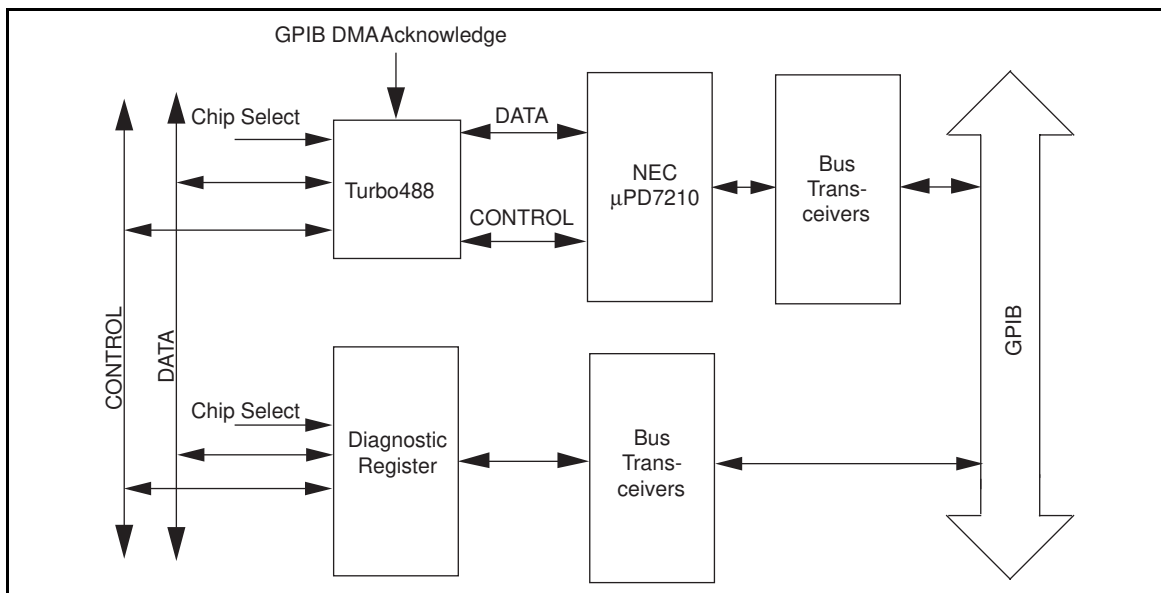 GPIB DMAAcknowledge
Chip Select
Turbo488
DATA
CONTROL
NEC
µPD7210
Bus
Trans-
ceivers
GPIB
CONTROL
DATA
Chip Select
Diagnostic
Register
Bus
Trans-
ceivers